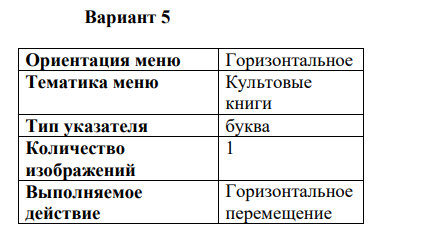 Вариант 5
Ориентация меню Горизонтальное
Тематика меню Культовые
книги
Тип указателя буква
Количество 1
изображений
Выполняемое Горизонтальное
действие перемещение